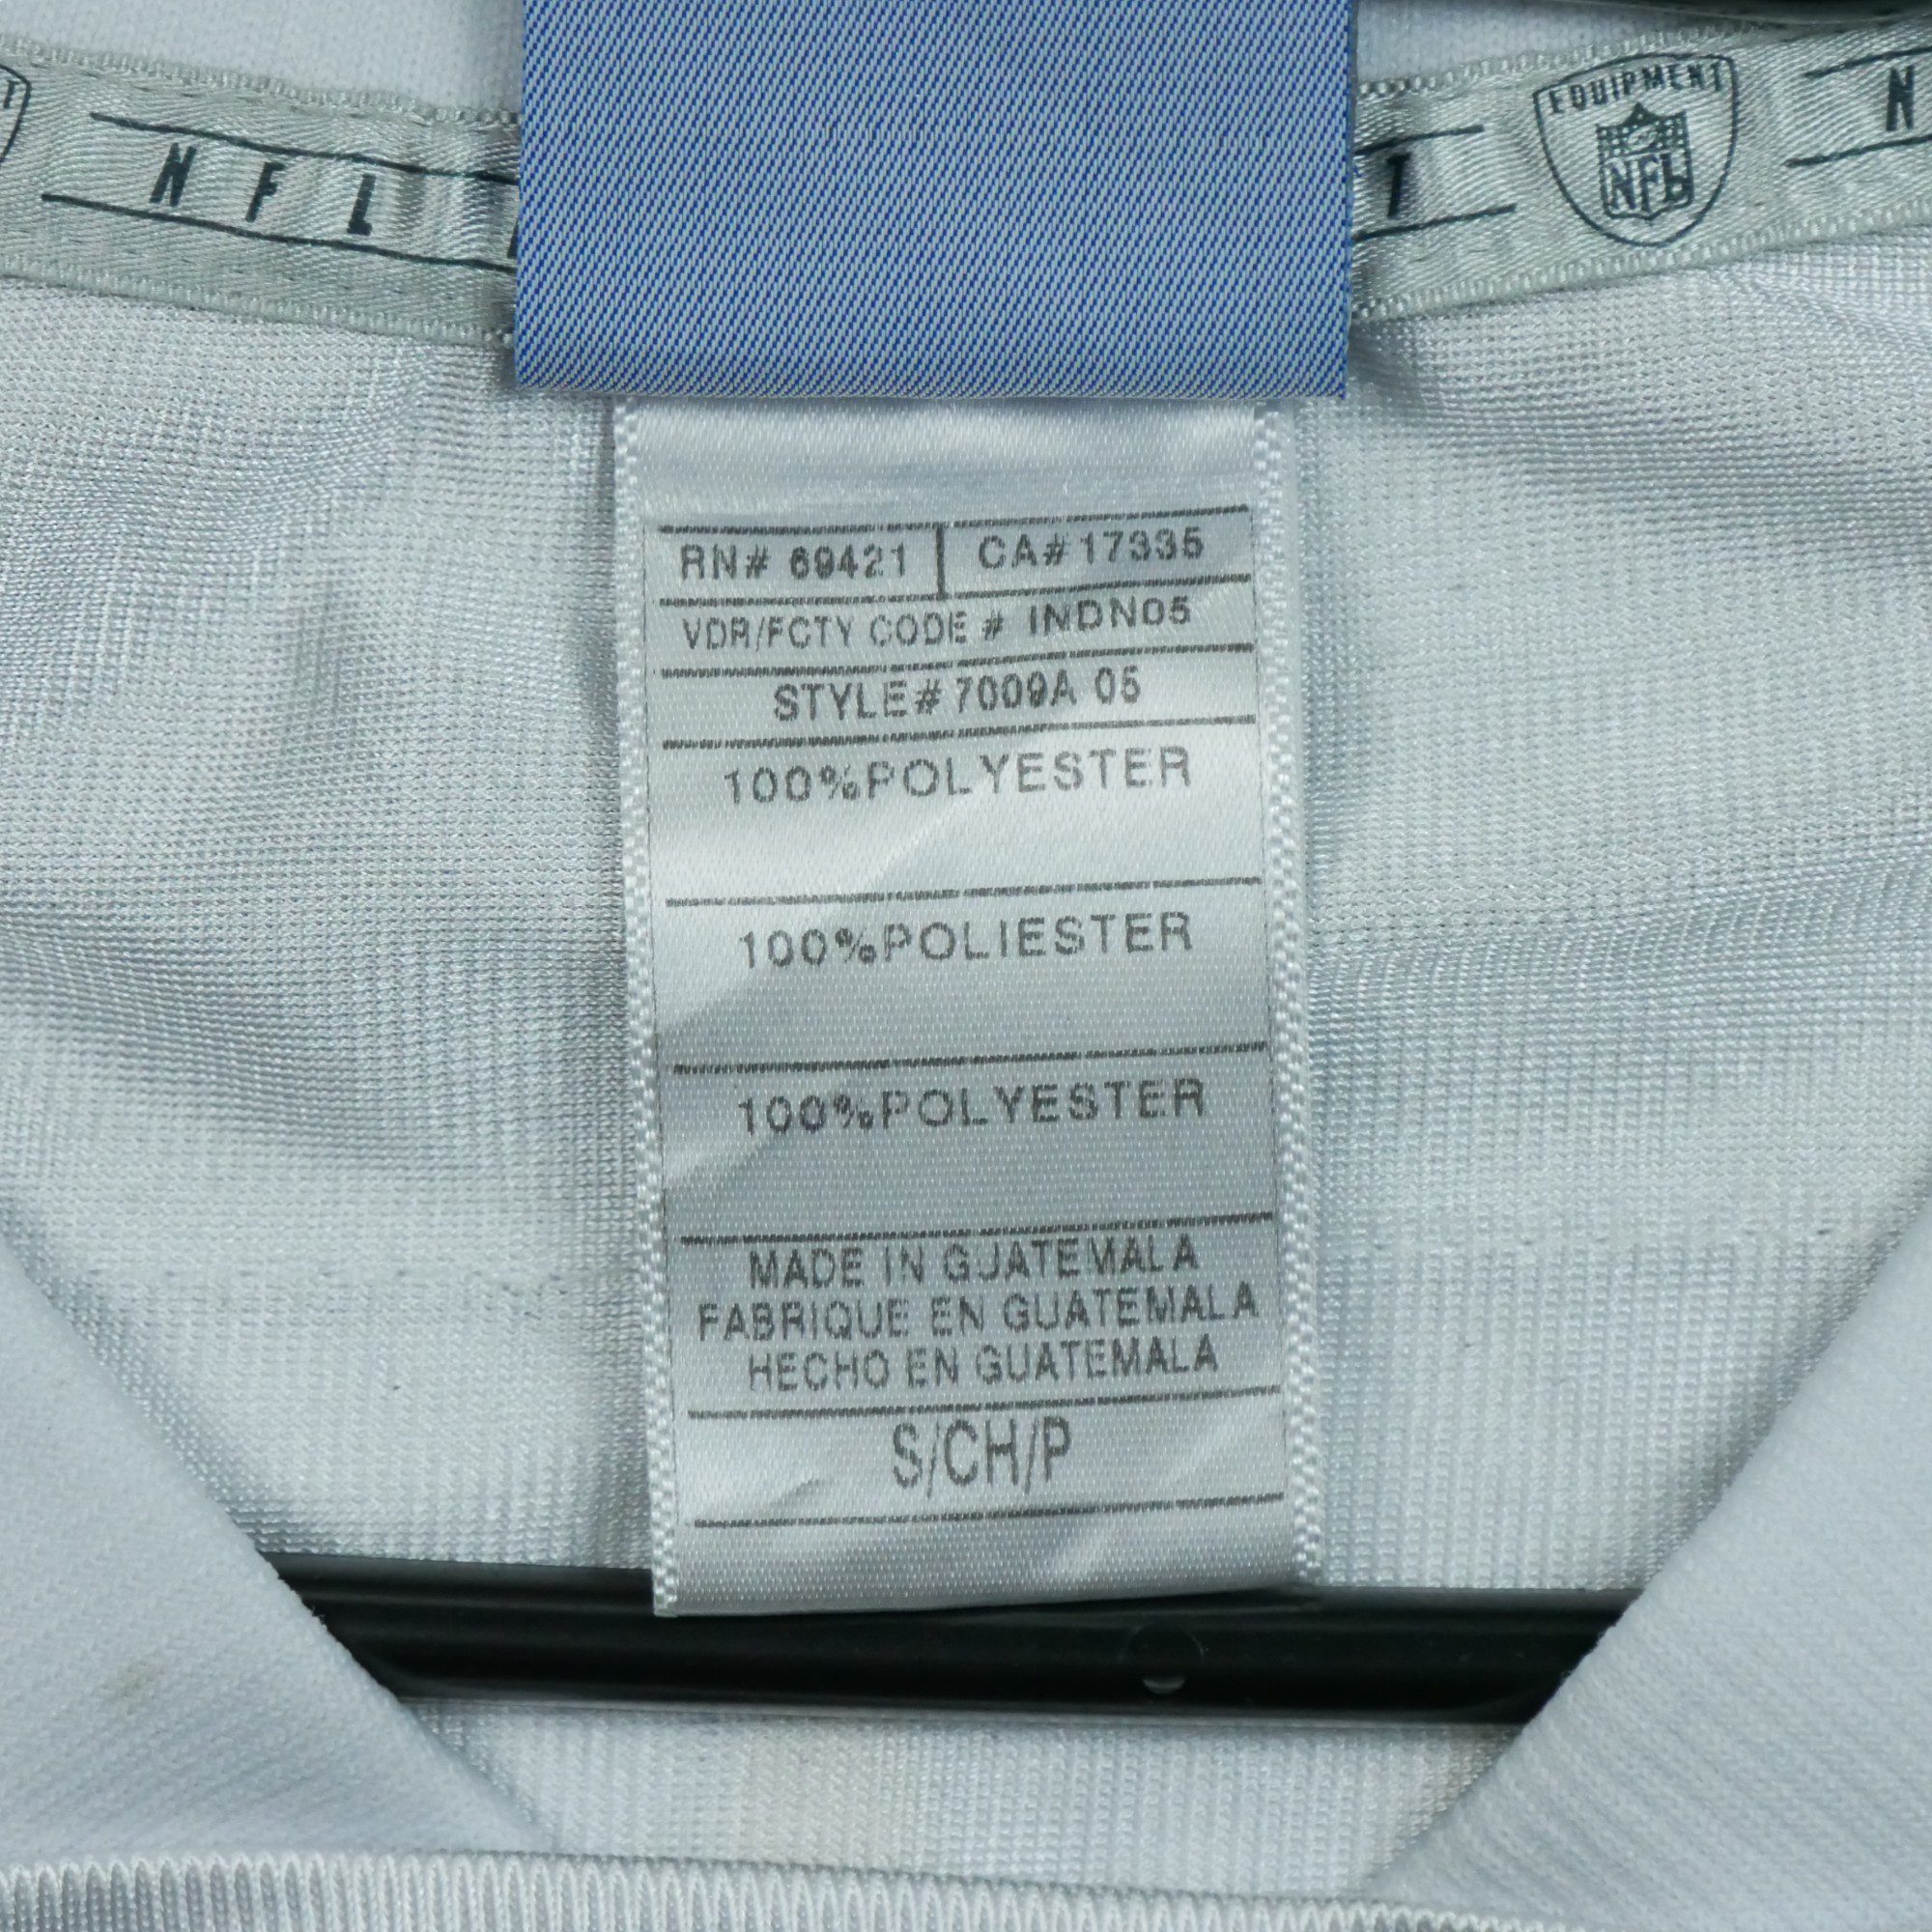 NFL
T
EQUIPMENT
NFL
N
RN# 69421 CA# 17335
VDR/FCTY CODE # INDN05
STYLE# 7009A 05
100%POLYESTER
100%POLIESTER
100%POLYESTER
MADE IN GUATEMALA
FABRIQUE EN GUATEMALA
HECHO EN GUATEMALA
S/CH/P